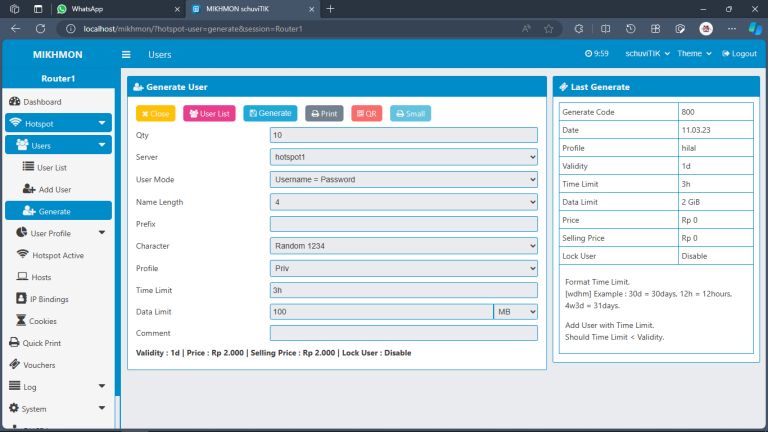 WhatsApp
MIKHMON schuviTIK
localhost/mikhmon/?hotspot-user=generate&session=Router1
MIKHMON
Users
9:59
schuviTIK
Theme
Logout
Router1
Dashboard
Hotspot
Users
User List
Add User
Generate
User Profile
Hotspot Active
Hosts
IP Bindings
Cookies
Quick Print
Vouchers
Log
System
Generate User
Close
User List
Generate
Print
QR
Small
Qty 10
Server hotspot1
User Mode Username = Password
Name Length 4
Prefix
Character Random 1234
Profile Priv
Time Limit 3h
Data Limit 100 MB
Comment
Validity : 1d | Price : Rp 2.000 | Selling Price : Rp 2.000 | Lock User : Disable
Last Generate
Generate Code 800
Date 11.03.23
Profile hilal
Validity 1d
Time Limit 3h
Data Limit 2 GiB
Price Rp 0
Selling Price Rp 0
Lock User Disable
Format Time Limit.
[wdhm] Example : 30d = 30days, 12h = 12hours,
4w3d = 31days.
Add User with Time Limit.
Should Time Limit < Validity.